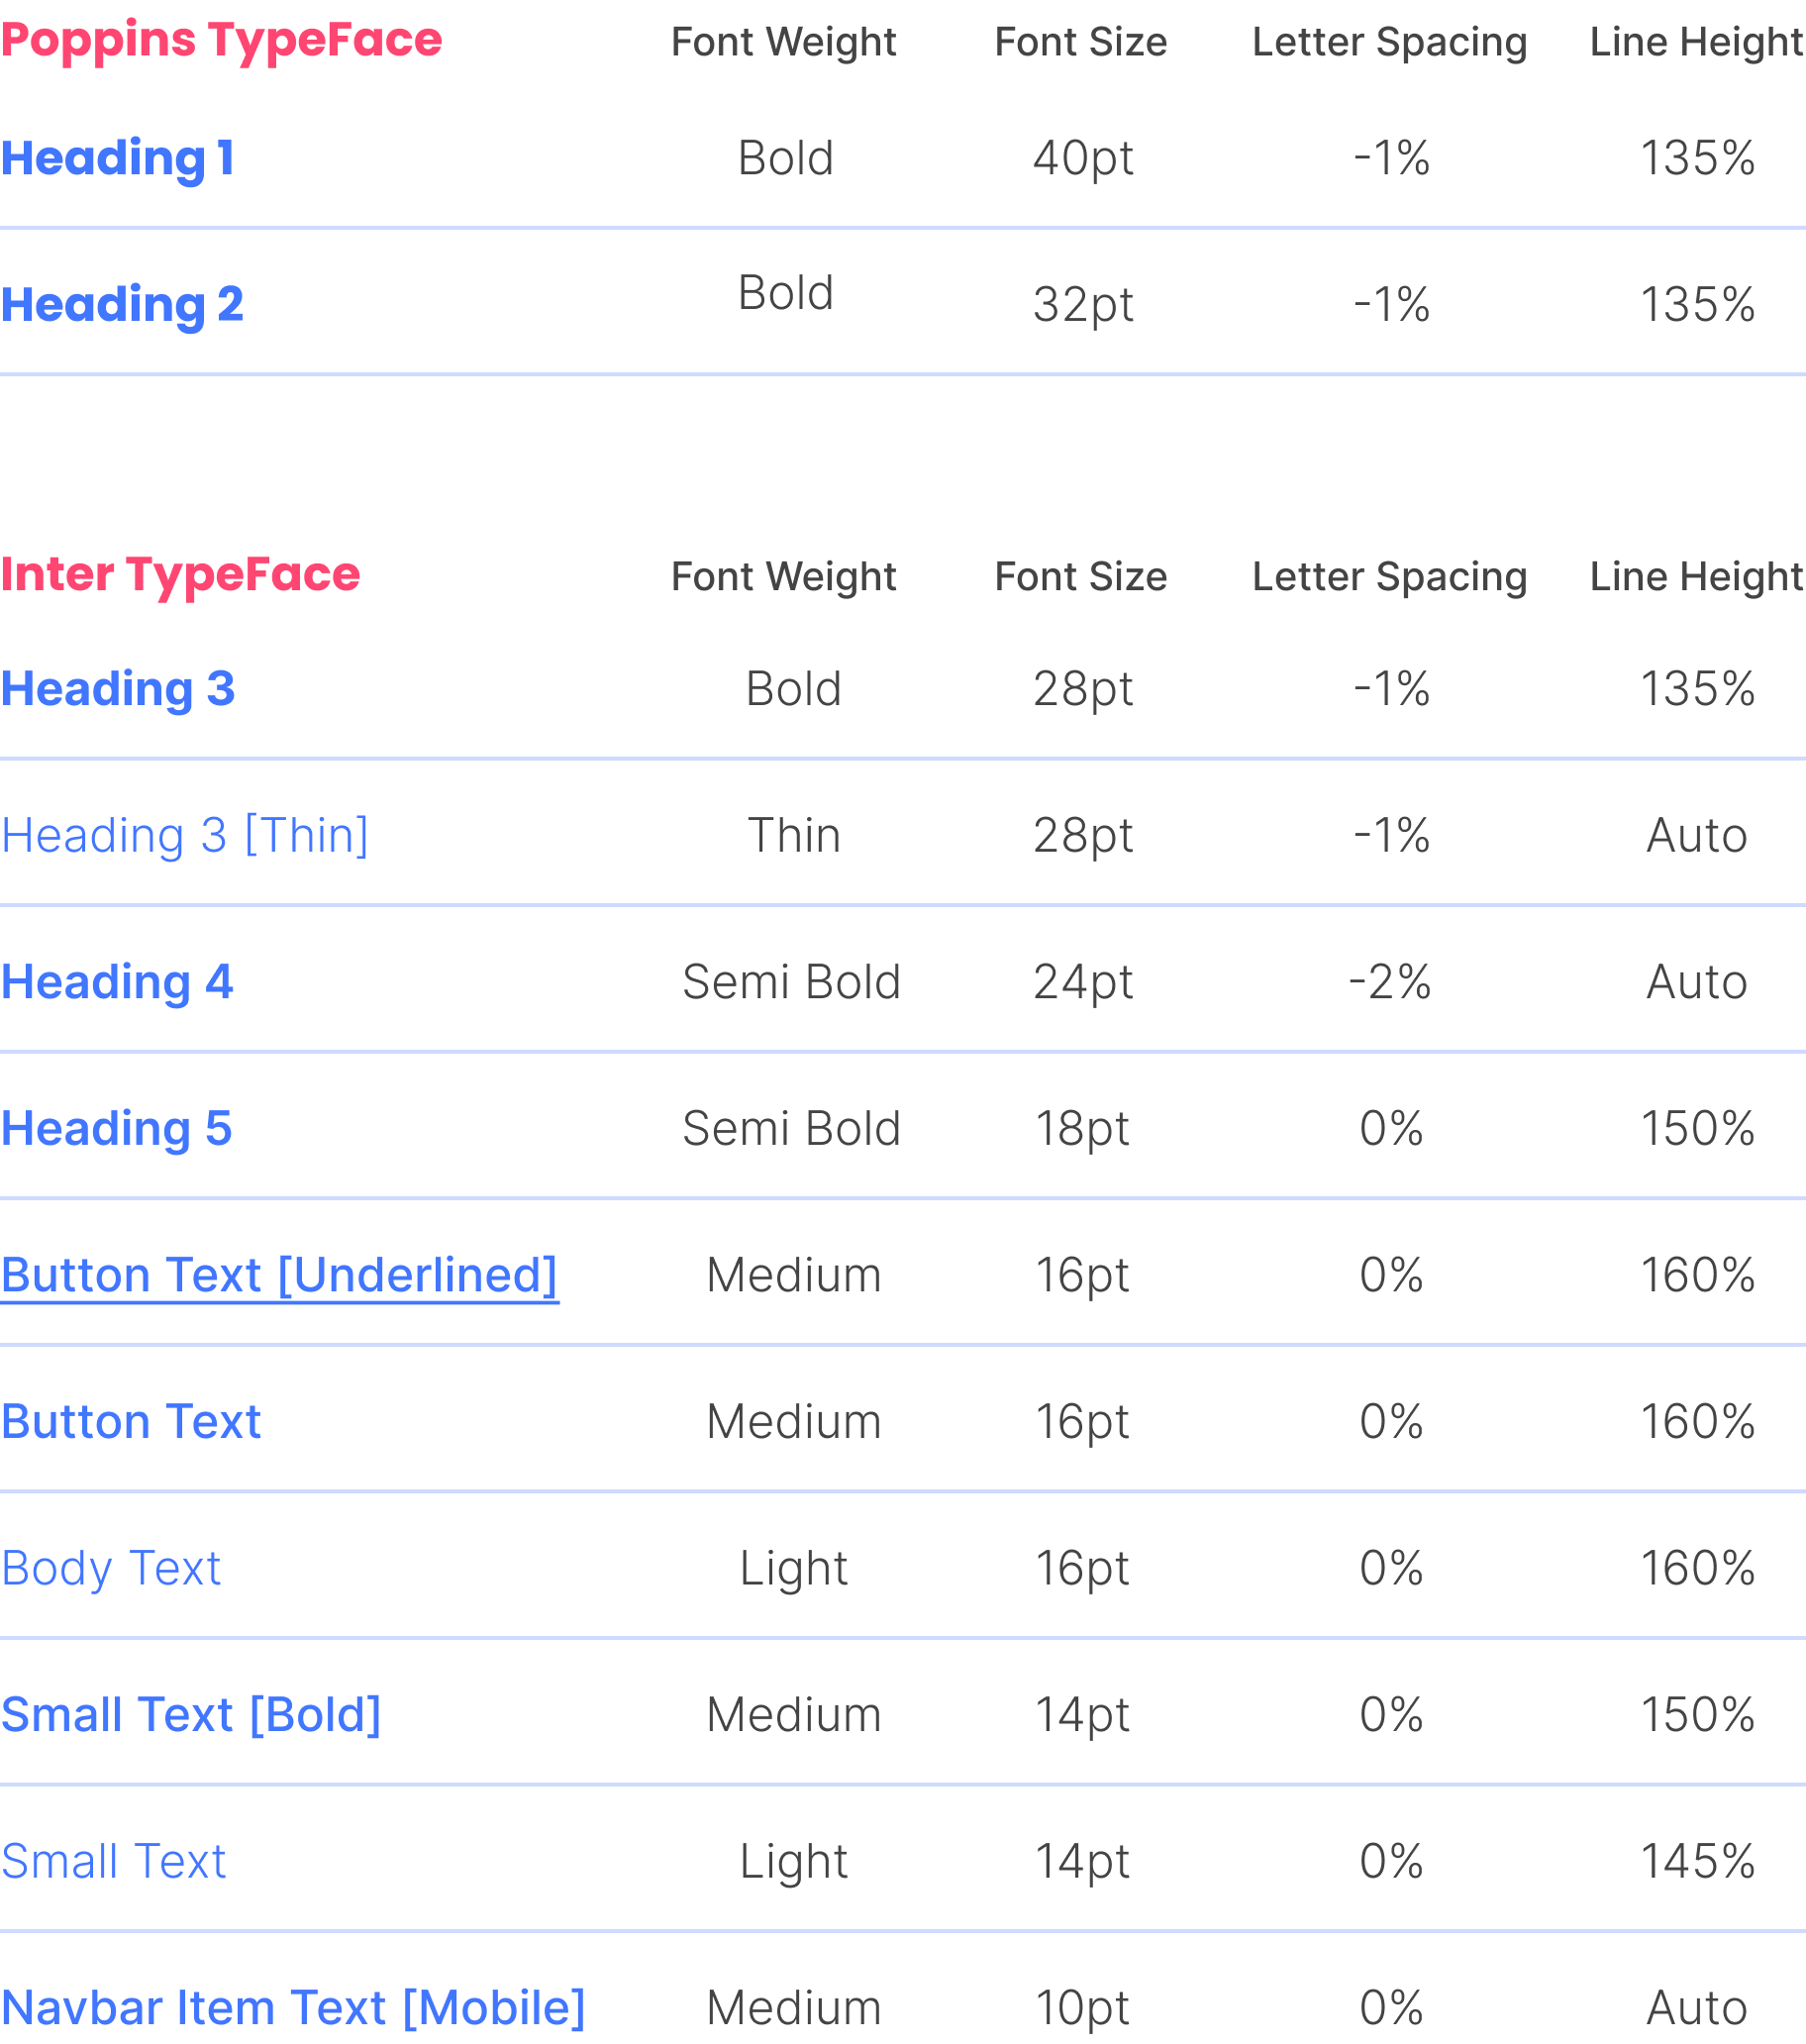 Poppins TypeFace Font Weight Font Size Letter Spacing Line Height
Heading 1 Bold 40pt -1% 135%
Heading 2 Bold 32pt -1% 135%
Inter TypeFace Font Weight Font Size Letter Spacing Line Height
Heading 3 Bold 28pt -1% 135%
Heading 3 [Thin] Thin 28pt -1% Auto
Heading 4 Semi Bold 24pt -2% Auto
Heading 5 Semi Bold 18pt 0% 150%
Button Text [Underlined] Medium 16pt 0% 160%
Button Text Medium 16pt 0% 160%
Body Text Light 16pt 0% 160%
Small Text [Bold] Medium 14pt 0% 150%
Small Text Light 14pt 0% 145%
Navbar Item Text [Mobile] Medium 10pt 0% Auto